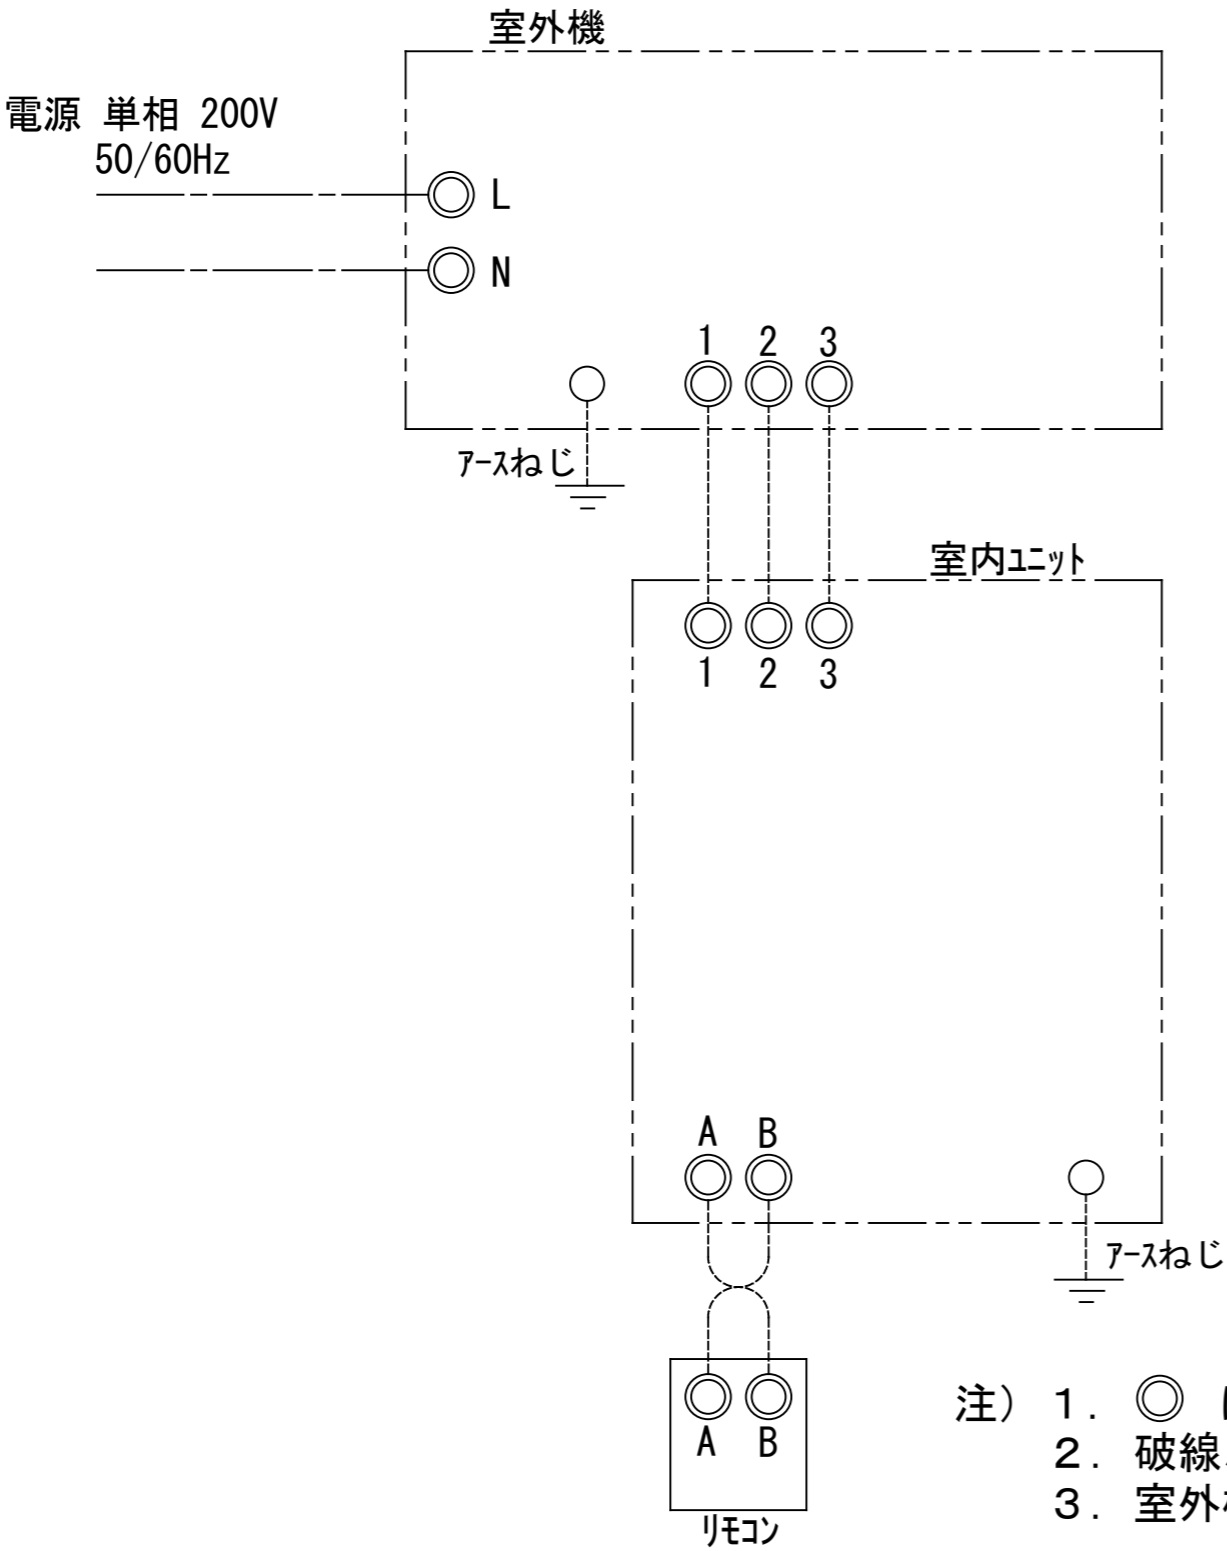 室外機
電源 単相 200V
50/60Hz
L
N
1 2 3
ｱｰｽねじ
室内ﾕﾆｯﾄ
1 2 3
A B
ｱｰｽねじ
A B
ﾘﾓｺﾝ
注） １． ◎
２． 破線
３． 室外